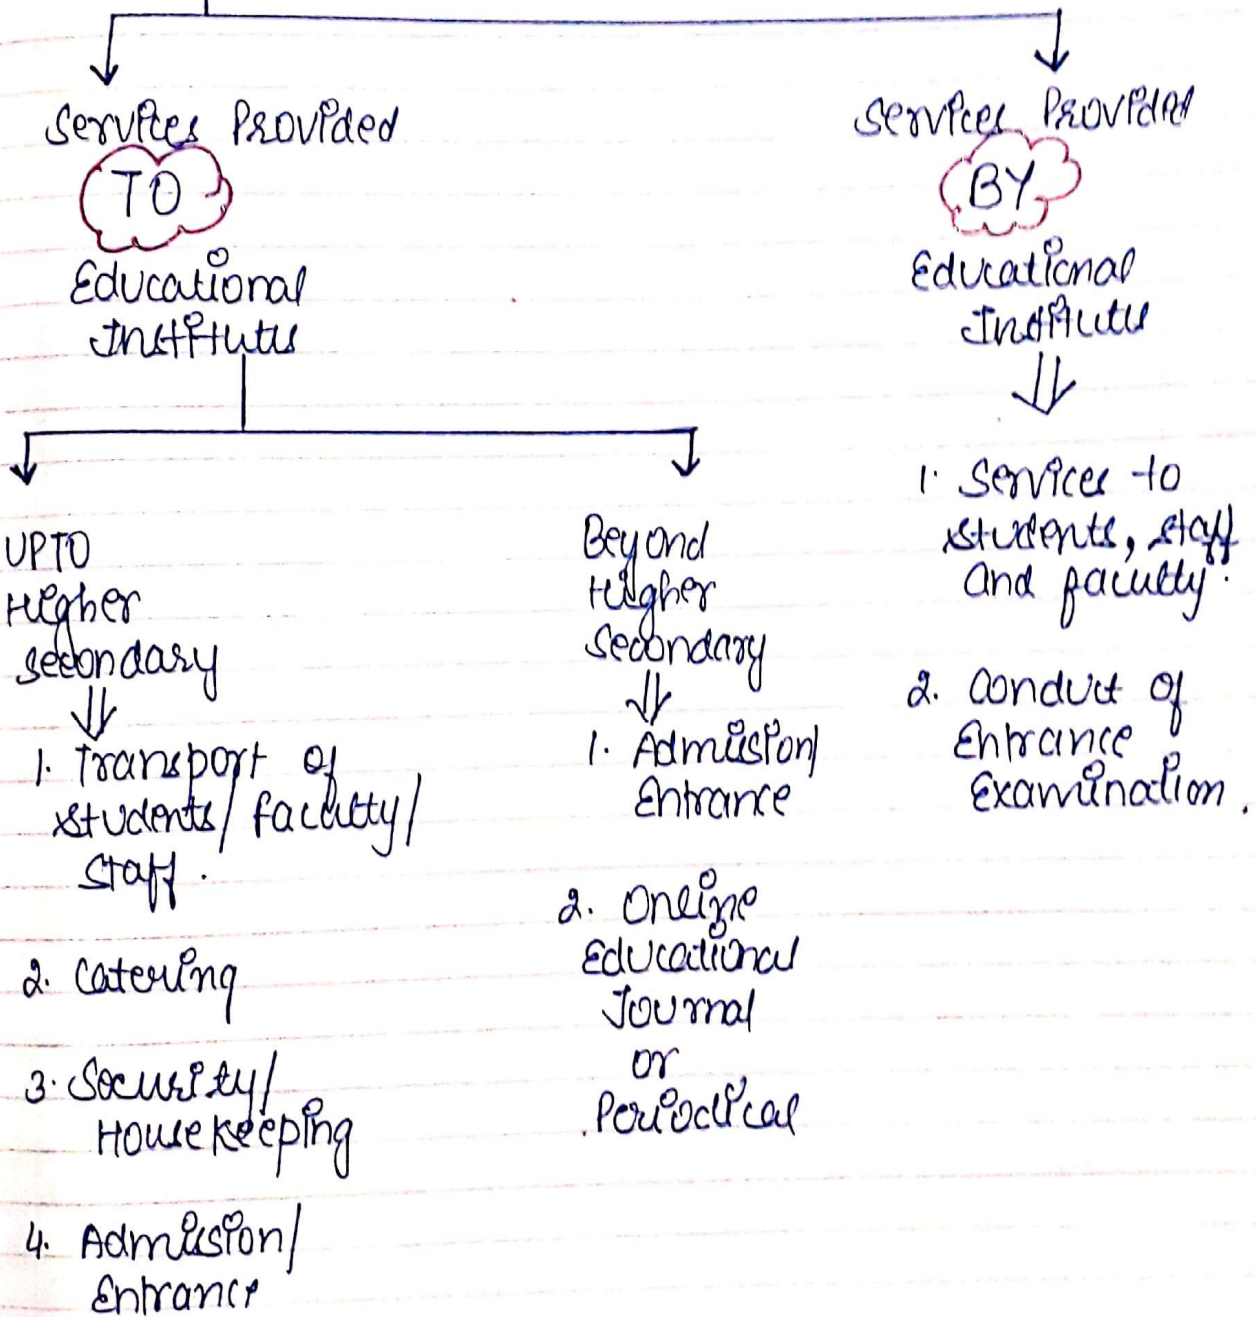 Services Provided
TO
Educational
Institutes
Services Provided
BY
Educational
Institutes
UPTO
Higher
secondary
1. Transport of
students/faculty/
staff.
2. Catering
3. Security/
Housekeeping
4. Admission/
Entrance
Beyond
Higher
Secondary
1. Admission/
Entrance
2. Online
Educational
Journal
or
Periodical
1. Services to
students, staff
and faculty.
2. Conduct of
Entrance
Examination.